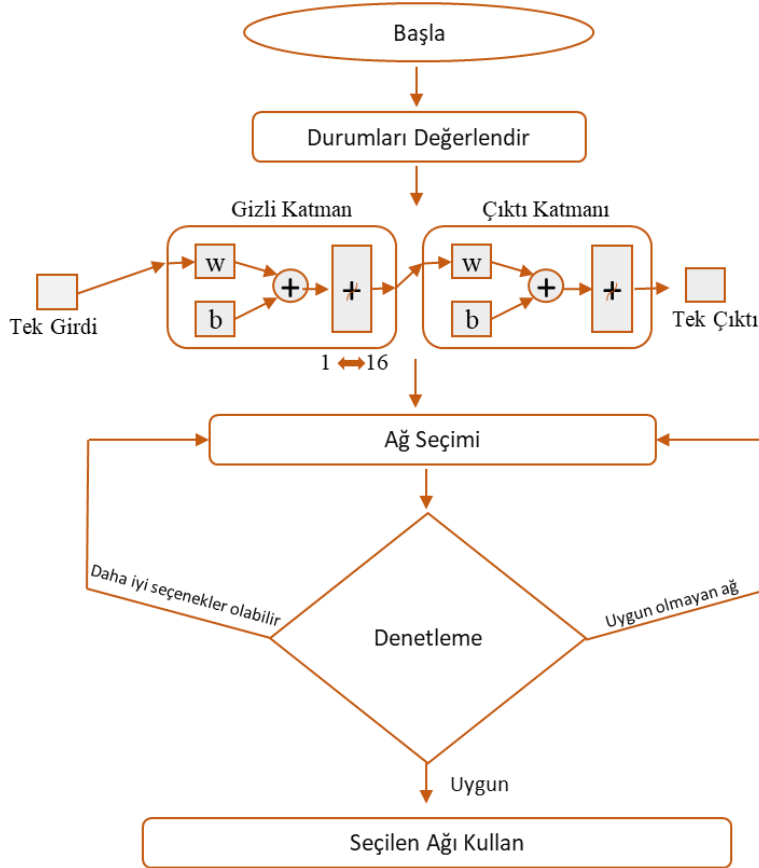 Başla
Durumları Değerlendir
Gizli Katman
Çıktı Katmanı
w
b
+
+
w
b
+
+
Tek Girdi
Tek Çıktı
1 16
Ağ Seçimi
Daha iyi seçenekler olabilir
Uygun olmayan ağ
Denetleme
Uygun
Seçilen Ağı Kullan